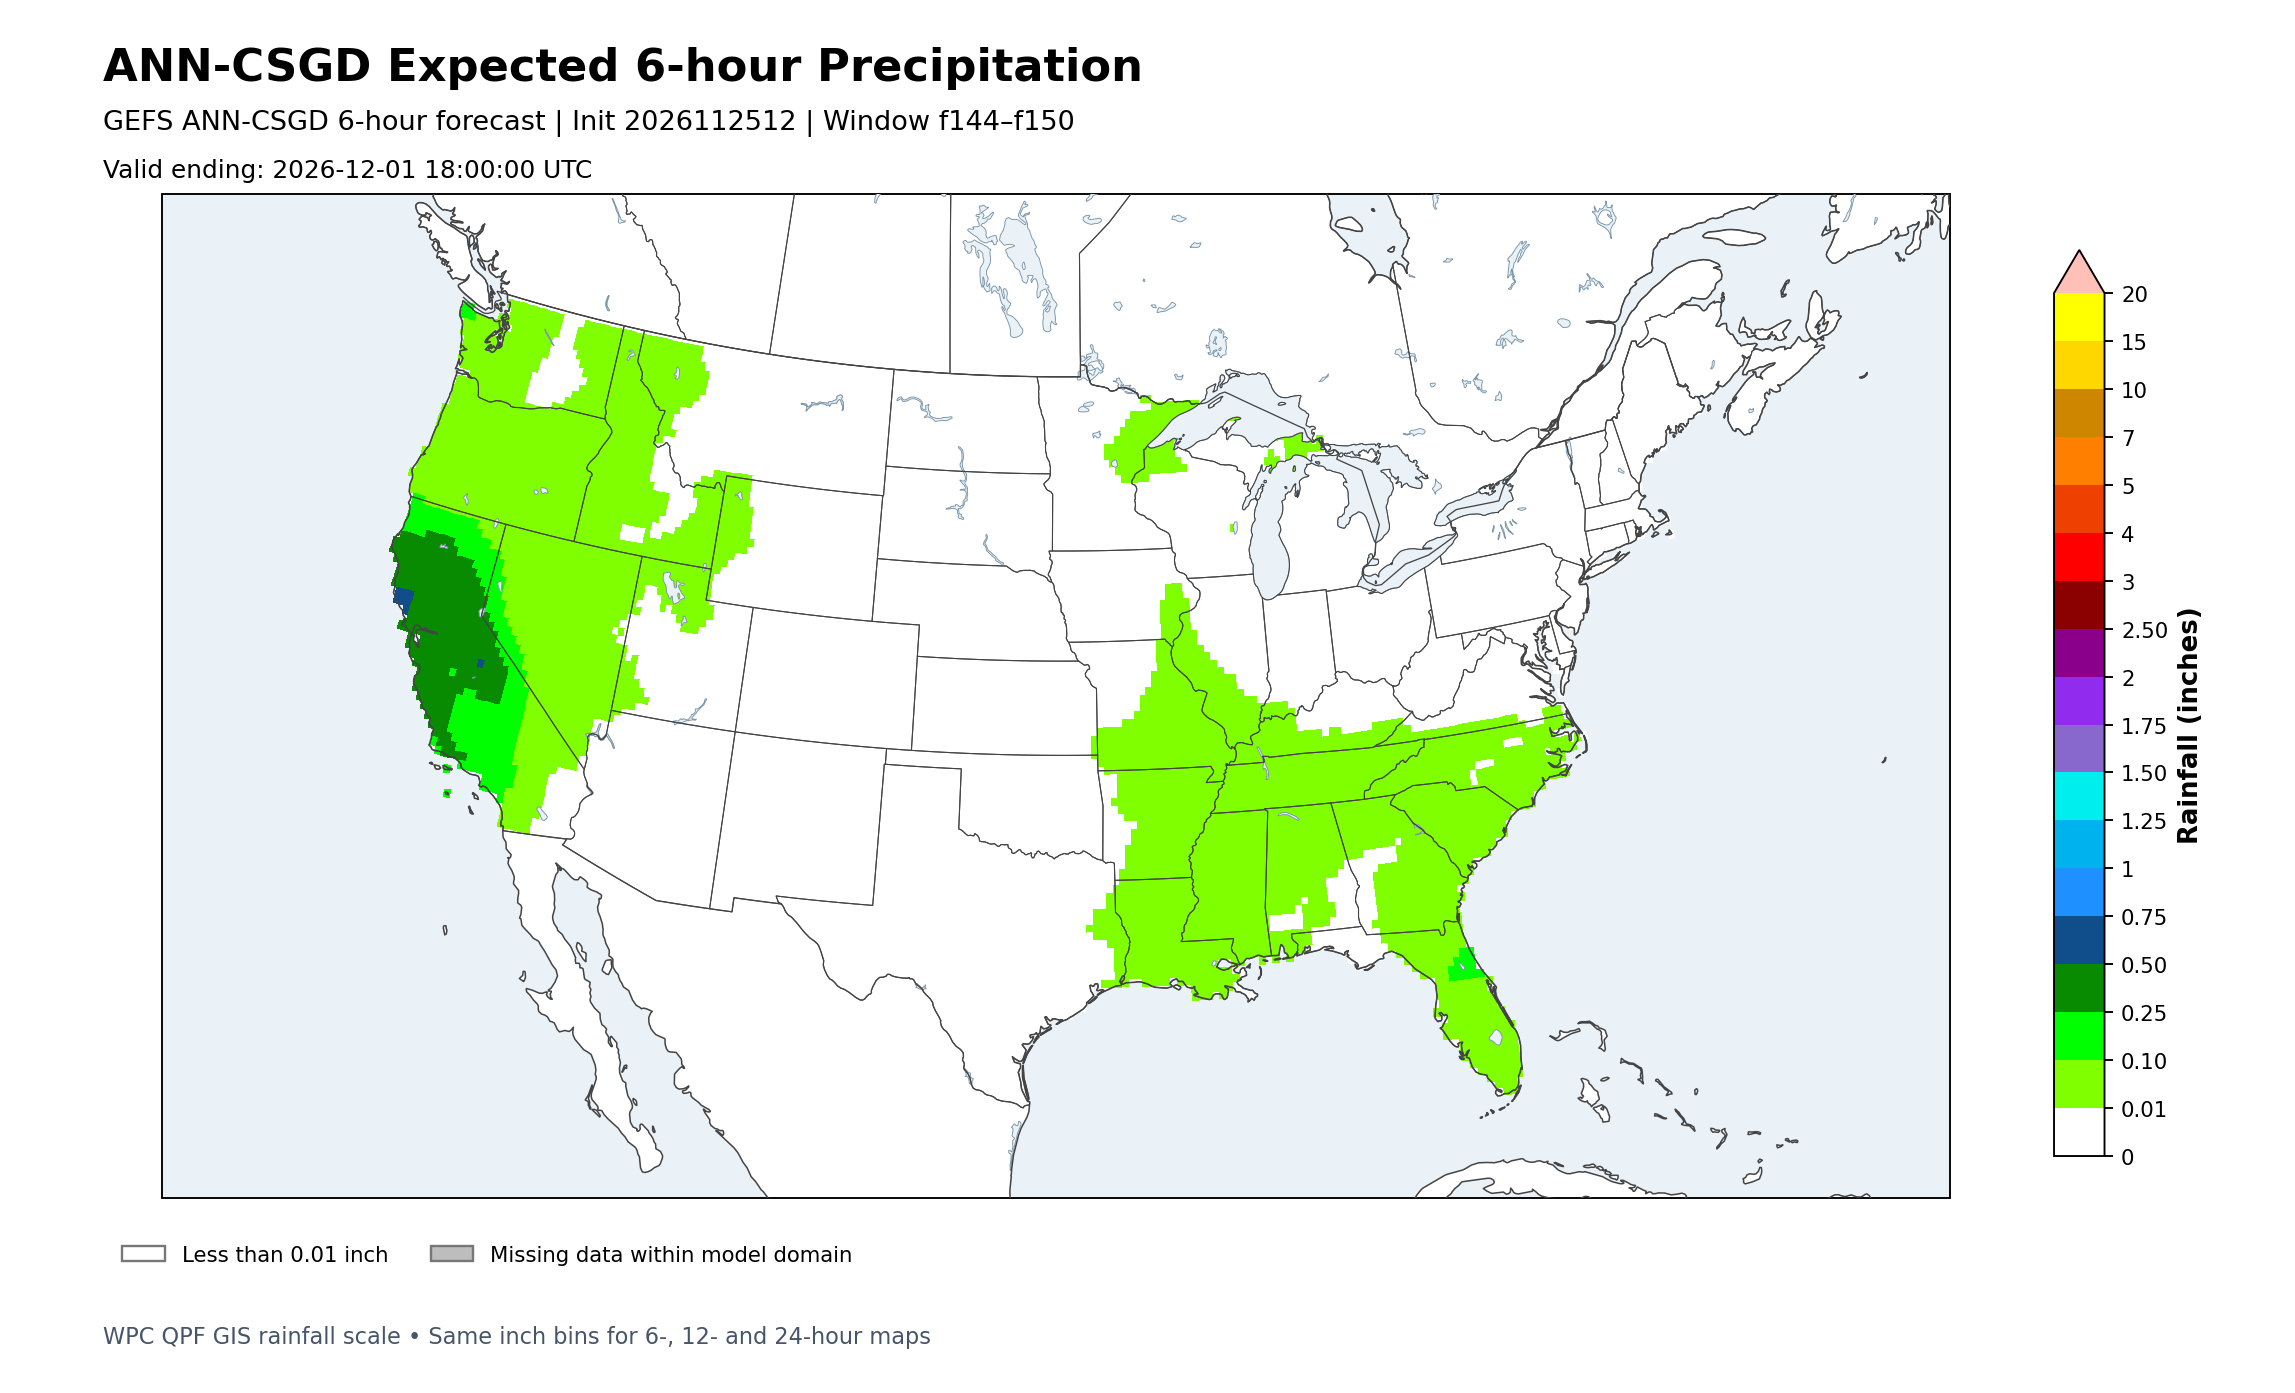 ANN-CSGD Expected 6-hour Precipitation
GEFS ANN-CSGD 6-hour forecast | Init 2026112512 | Window f144–f150
Valid ending: 2026-12-01 18:00:00 UTC
20
15
10
7
5
4
3
2.50
2
1.75
1.50
1.25
1
0.75
0.50
0.25
0.10
0.01
0
Rainfall (inches)
Less than 0.01 inch
Missing data within model domain
WPC QPF GIS rainfall scale • Same inch bins for 6-, 12- and 24-hour maps